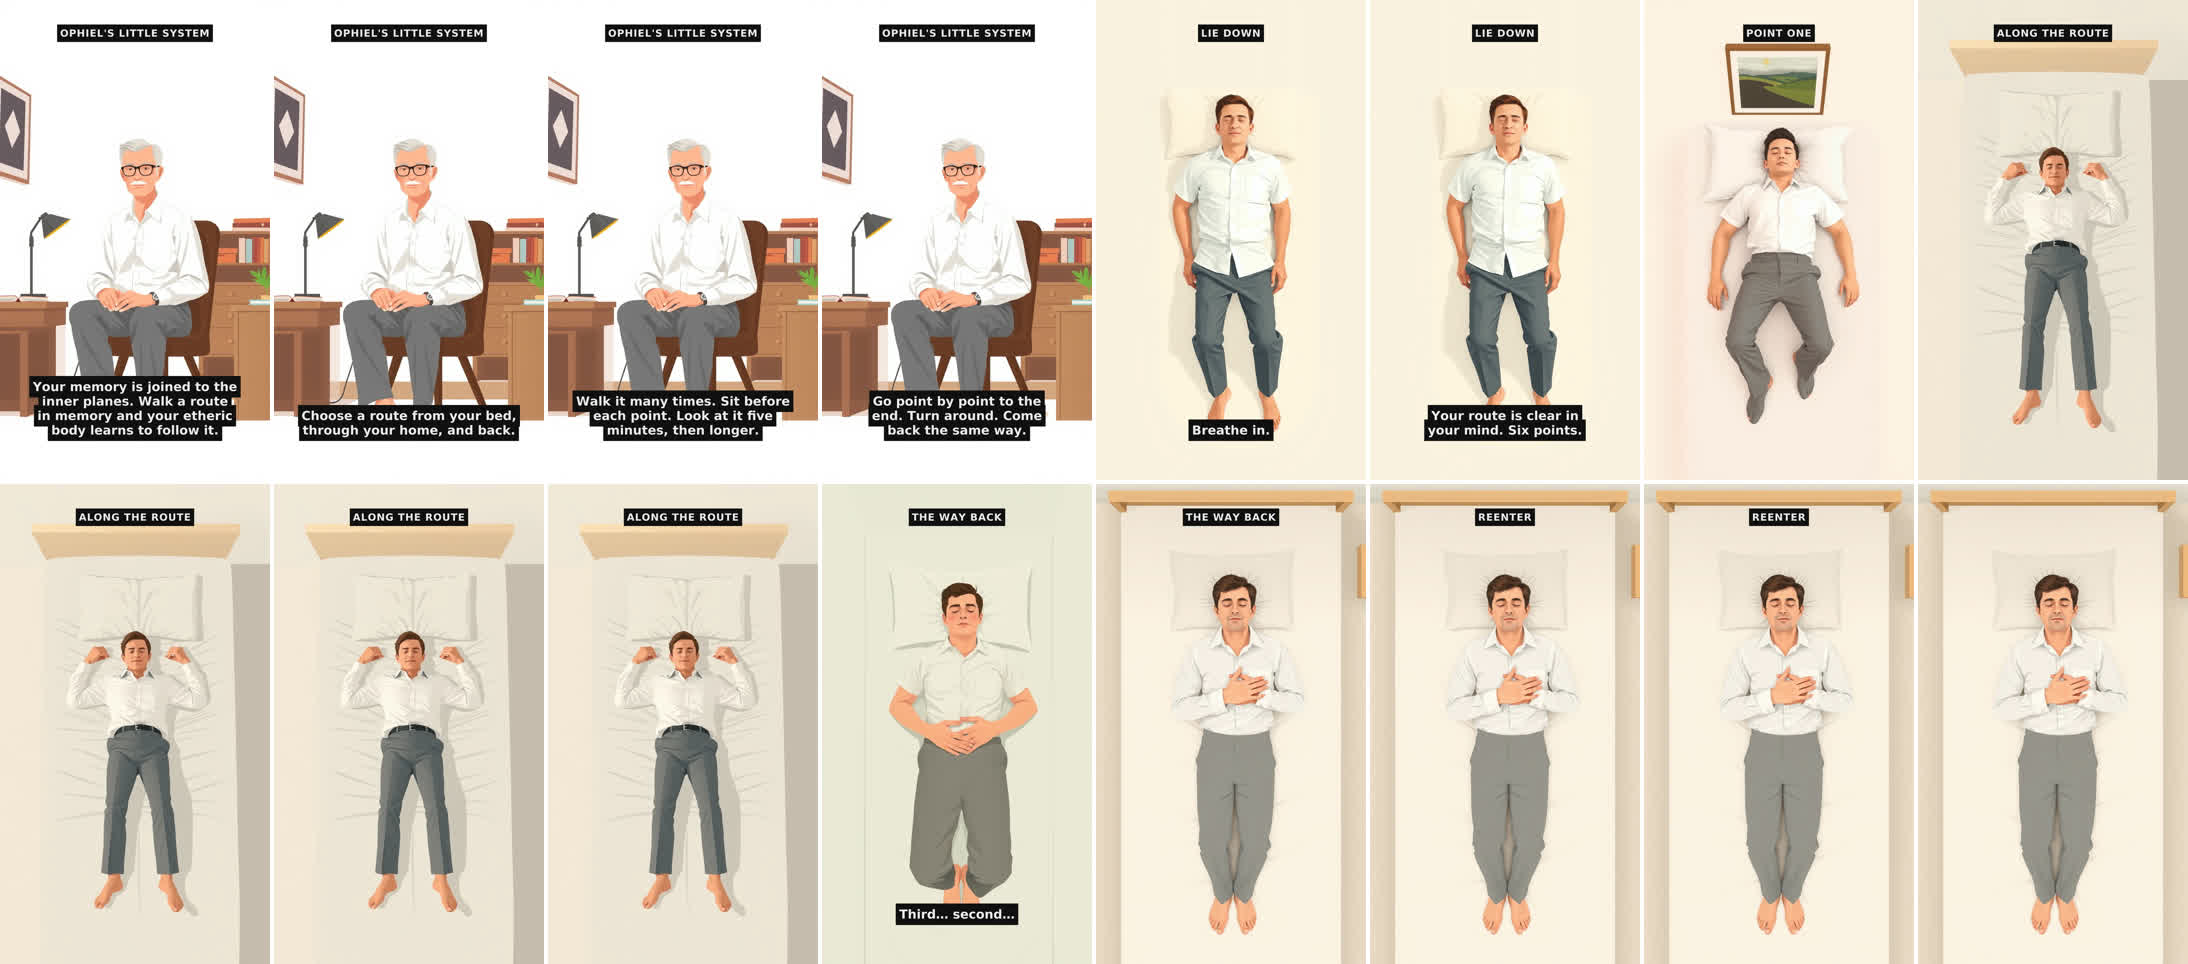 OPHIEL'S LITTLE SYSTEM
Your memory is joined to the
inner planes. Walk a route
in memory and your etheric
body learns to follow it.
OPHIEL'S LITTLE SYSTEM
Choose a route from your bed,
through your home, and back.
OPHIEL'S LITTLE SYSTEM
Walk it many times. Sit before
each point. Look at it five
minutes, then longer.
OPHIEL'S LITTLE SYSTEM
Go point by point to the
end. Turn around. Come
back the same way.
LIE DOWN
Breathe in.
LIE DOWN
Your route is clear in
your mind. Six points.
POINT ONE
ALONG THE ROUTE
ALONG THE ROUTE
ALONG THE ROUTE
ALONG THE ROUTE
THE WAY BACK
Third... second...
THE WAY BACK
REENTER
REENTER